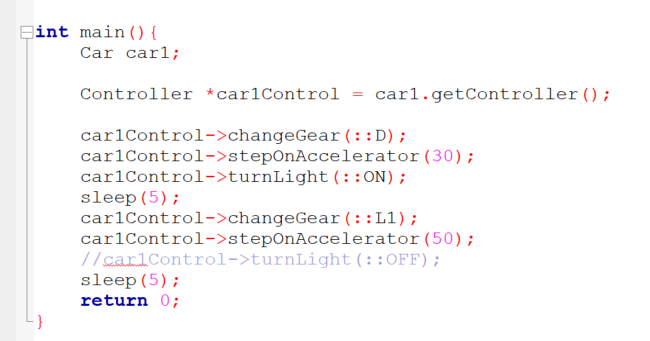 int main(){
Car car1;
Controller *car1Control = car1.getController();
car1Control->changeGear(::D);
car1Control->stepOnAccelerator(30);
car1Control->turnLight(::ON);
sleep(5);
car1Control->changeGear(::L1);
car1Control->stepOnAccelerator(50);
//car1Control->turnLight(::OFF);
sleep(5);
return 0;
}